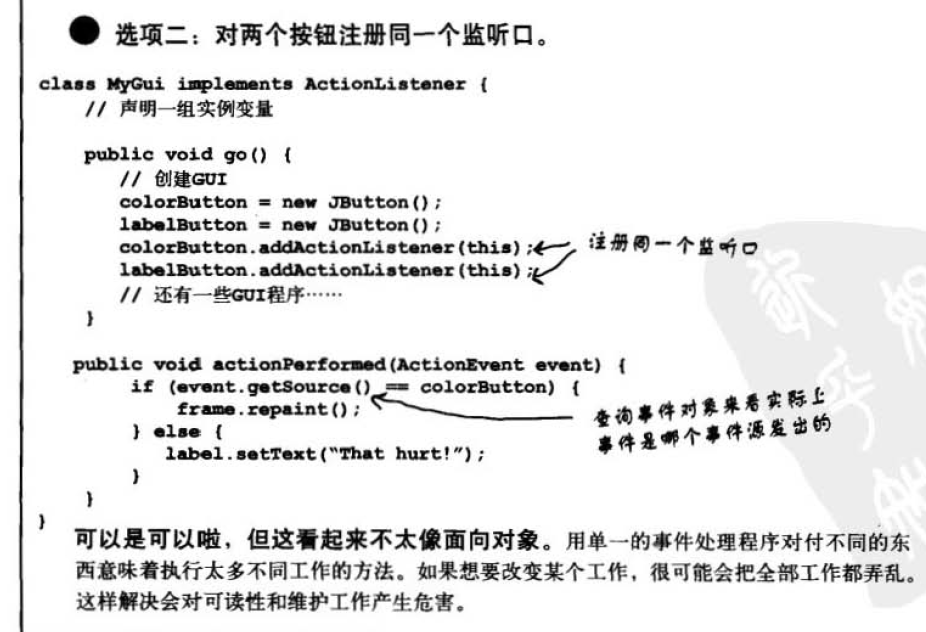 ● 选项二：对两个按钮注册同一个监听口。
class MyGui implements ActionListener {
// 声明一组实例变量
public void go() {
// 创建GUI
colorButton = new JButton();
labelButton = new JButton();
colorButton.addActionListener(this);
注册同一个监听口
labelButton.addActionListener(this);
// 还有一些GUI程序……
}
public void actionPerformed(ActionEvent event) {
if (event.getSource() == colorButton) {
frame.repaint();
查询事件对象来看实际上
事件是哪个事件源发出的
} else {
label.setText(“That hurt!”);
}
}
}
可以是可以啦，但这看起来不太像面向对象。用单一的事件处理程序对付不同的东
西意味着执行太多不同工作的方法。如果想要改变某个工作，很可能会把全部工作都弄乱。
这样解决会对可读性和维护工作产生危害。